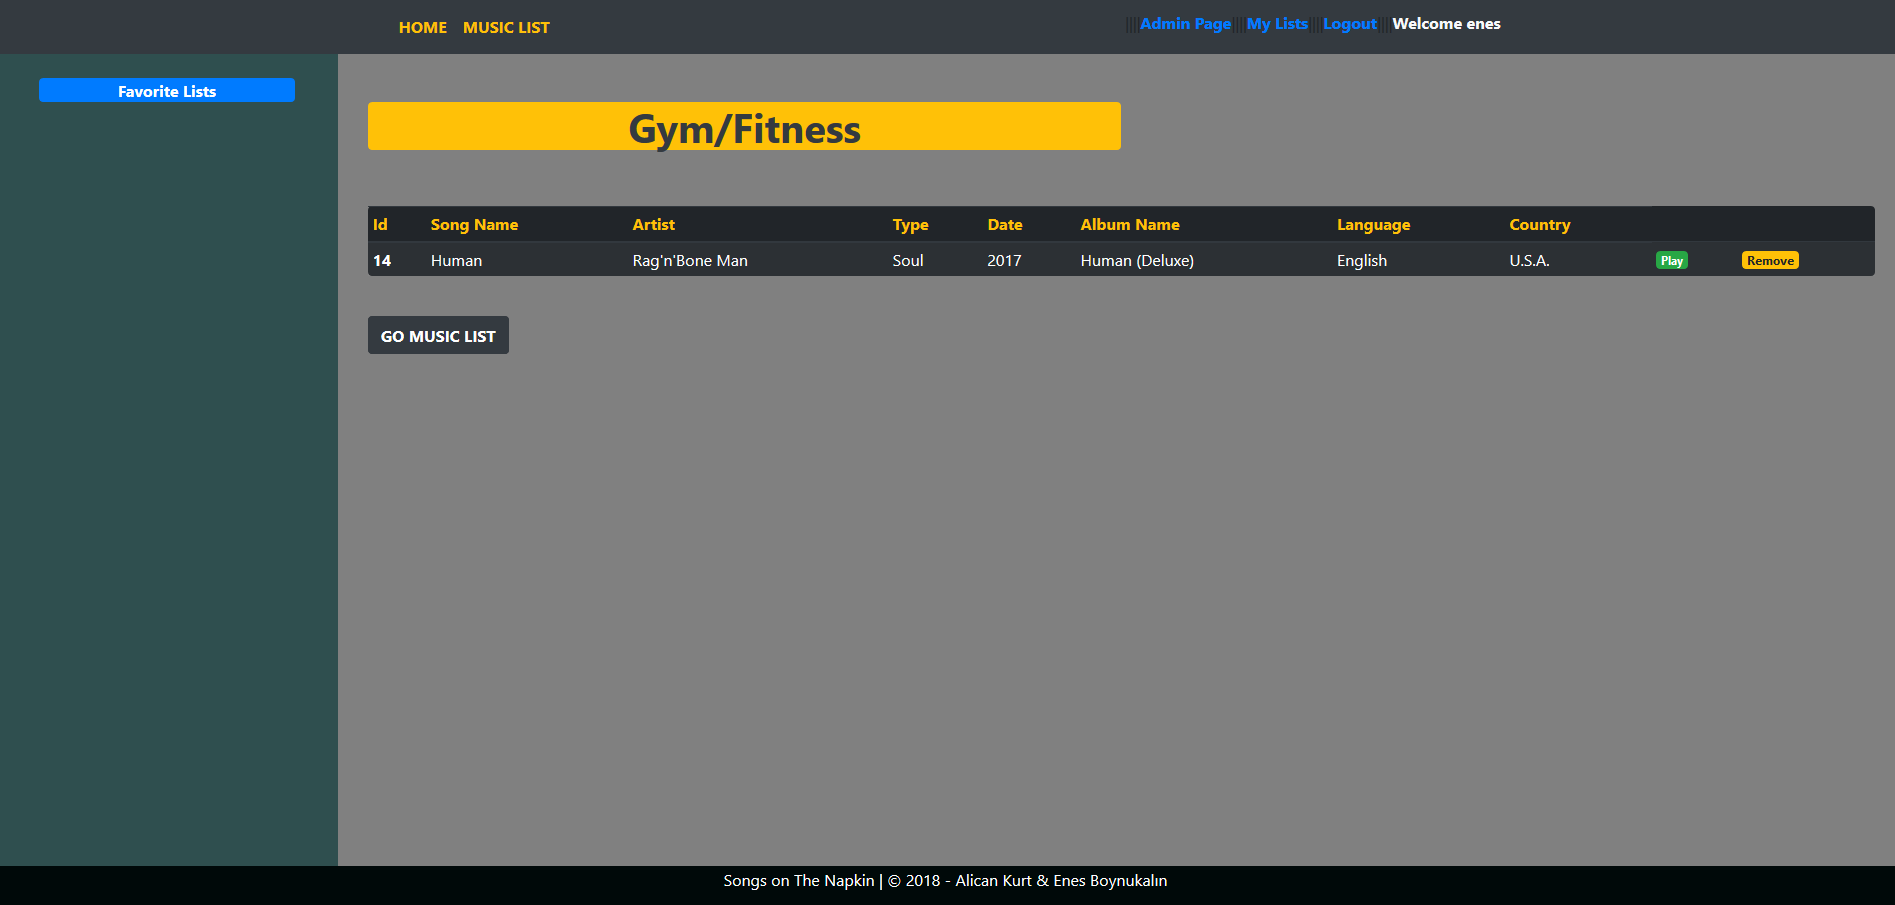 HOME MUSIC LIST ||||Admin Page||||My Lists||||Logout||||Welcome enes
Favorite Lists
Gym/Fitness
Id Song Name Artist Type Date Album Name Language Country
14 Human Rag'n'Bone Man Soul 2017 Human (Deluxe) English U.S.A. Play Remove
GO MUSIC LIST
Songs on The Napkin | © 2018 - Alican Kurt & Enes Boynukalın